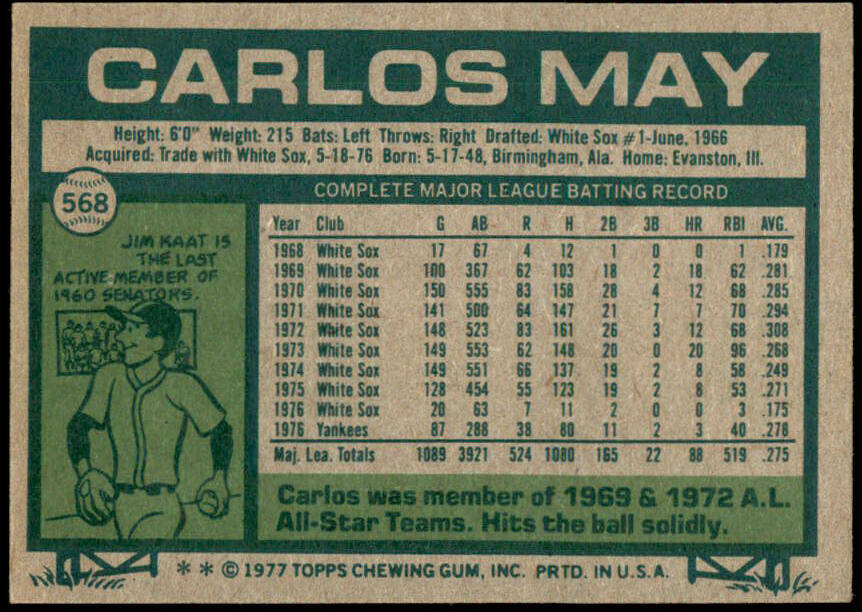 CARLOS MAY
Height: 6'0" Weight: 215 Bats: Left Throws: Right Drafted: White Sox #1-June, 1966
Acquired: Trade with White Sox, 5-18-76 Born: 5-17-48, Birmingham, Ala. Home: Evanston, Ill.
568
JIM KAAT IS
THE LAST
ACTIVE MEMBER OF
1960 SENATORS.
COMPLETE MAJOR LEAGUE BATTING RECORD
Year Club G AB R H 2B 3B HR RBI AVG.
1968 White Sox 17 67 4 12 1 0 0 1 .179
1969 White Sox 100 367 62 103 18 2 18 62 .281
1970 White Sox 150 555 83 158 28 4 12 68 .285
1971 White Sox 141 500 64 147 21 7 7 70 .294
1972 White Sox 148 523 83 161 26 3 12 68 .308
1973 White Sox 149 553 62 148 20 0 20 96 .268
1974 White Sox 149 551 66 137 19 2 8 58 .249
1975 White Sox 128 454 55 123 19 2 8 53 .271
1976 White Sox 20 63 7 11 2 0 0 3 .175
1976 Yankees 87 288 38 80 11 2 3 40 .278
Maj. Lea. Totals 1089 3921 524 1080 165 22 88 519 .275
Carlos was member of 1969 & 1972 A.L.
All-Star Teams. Hits the ball solidly.
* * © 1977 TOPPS CHEWING GUM, INC. PRTD. IN U.S.A.